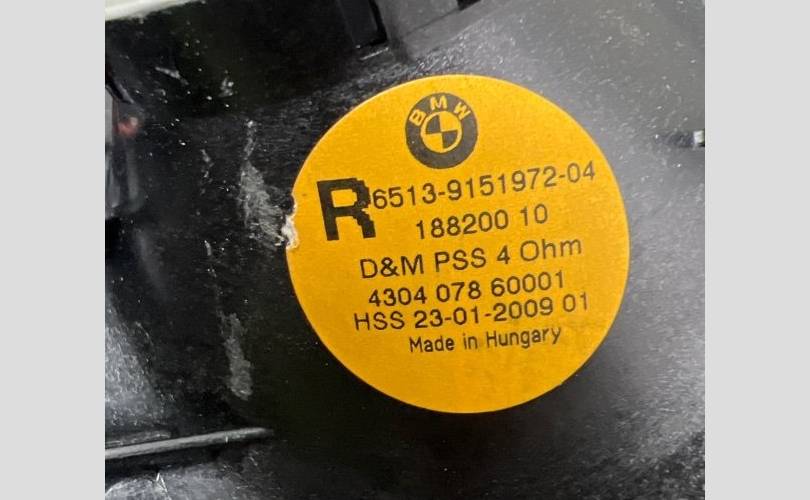 BMW
R 6513-9151972-04
188200 10
D&M PSS 4 Ohm
4304 078 60001
HSS 23-01-2009 01
Made in Hungary